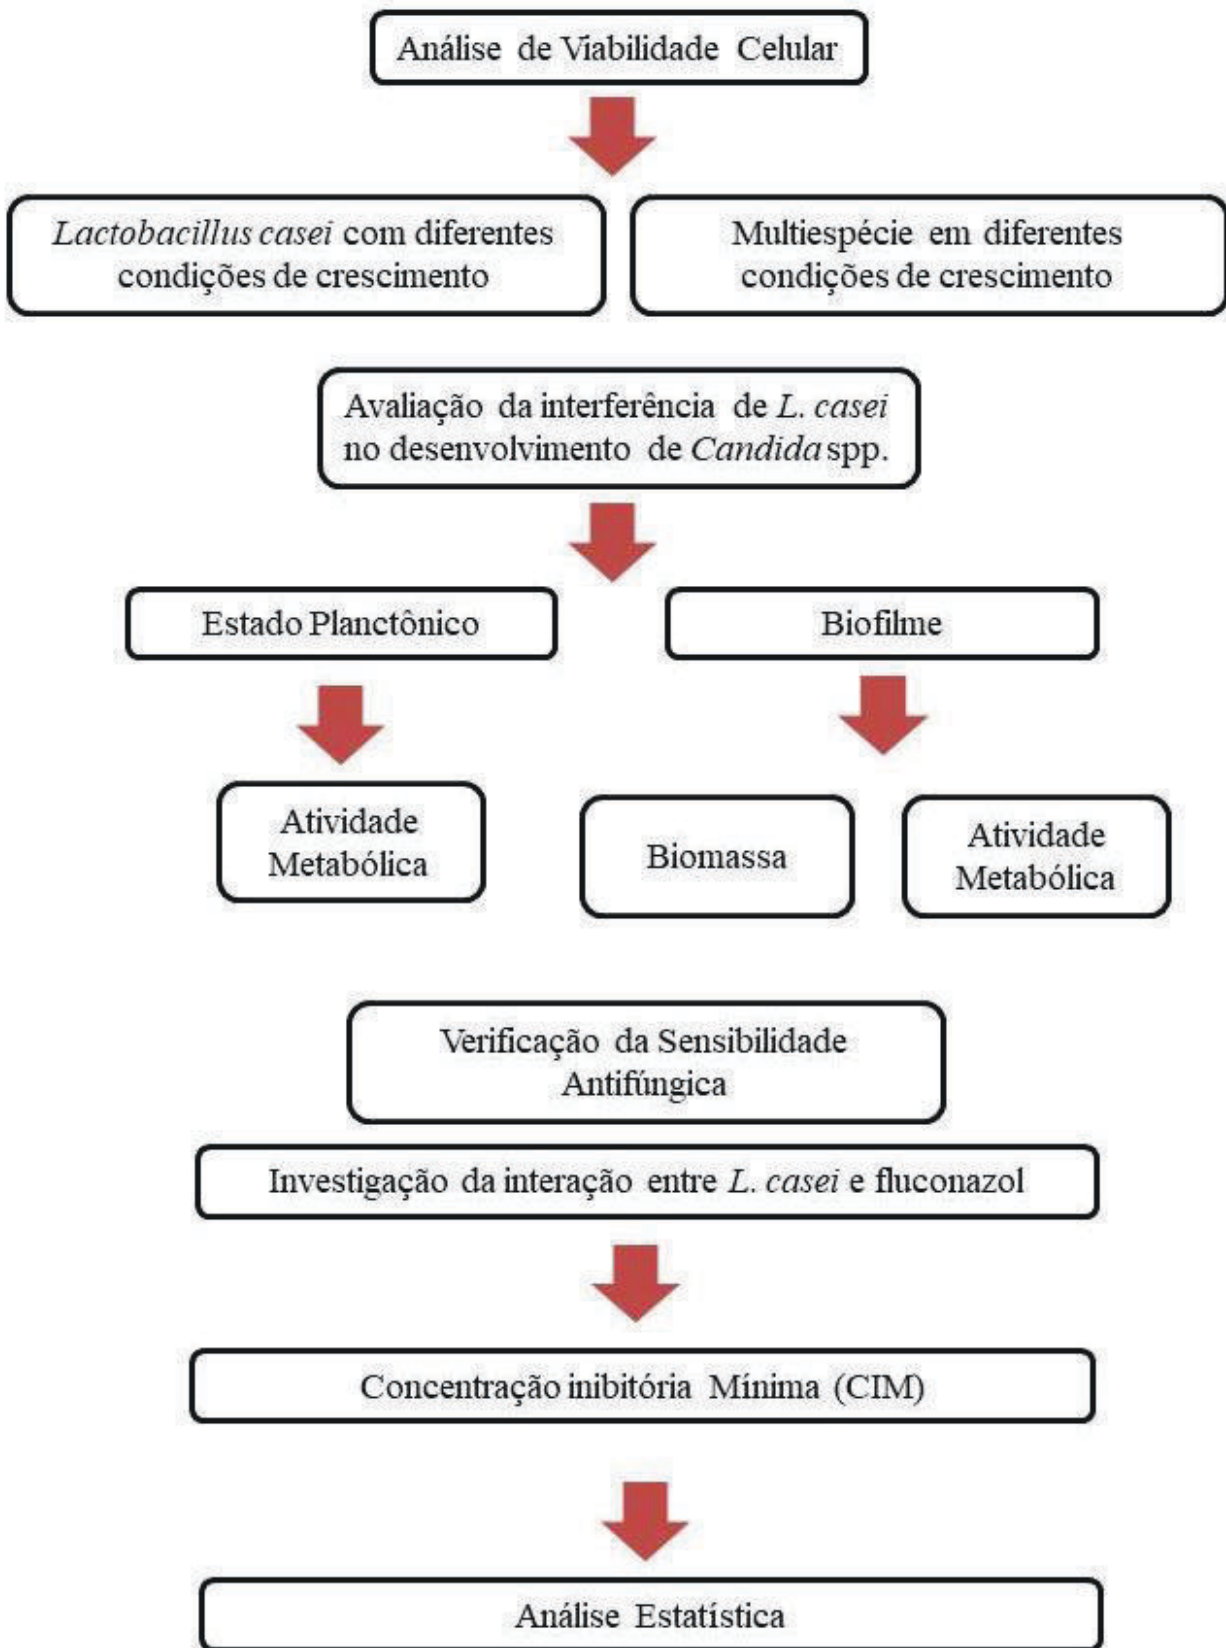 Análise de Viabilidade Celular
Lactobacillus casei com diferentes
condições de crescimento
Multiespécie em diferentes
condições de crescimento
Avaliação da interferência de L. casei
no desenvolvimento de Candida spp.
Estado Planctônico
Biofilme
Atividade
Metabólica
Biomassa
Atividade
Metabólica
Verificação da Sensibilidade
Antifúngica
Investigação da interação entre L. casei e fluconazol
Concentração inibitória Mínima (CIM)
Análise Estatística